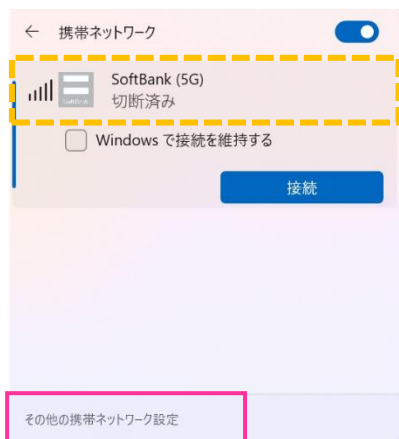 ← 携帯ネットワーク
SoftBank (5G)
SoftBank
切断済み
Windows で接続を維持する
接続
その他の携帯ネットワーク設定